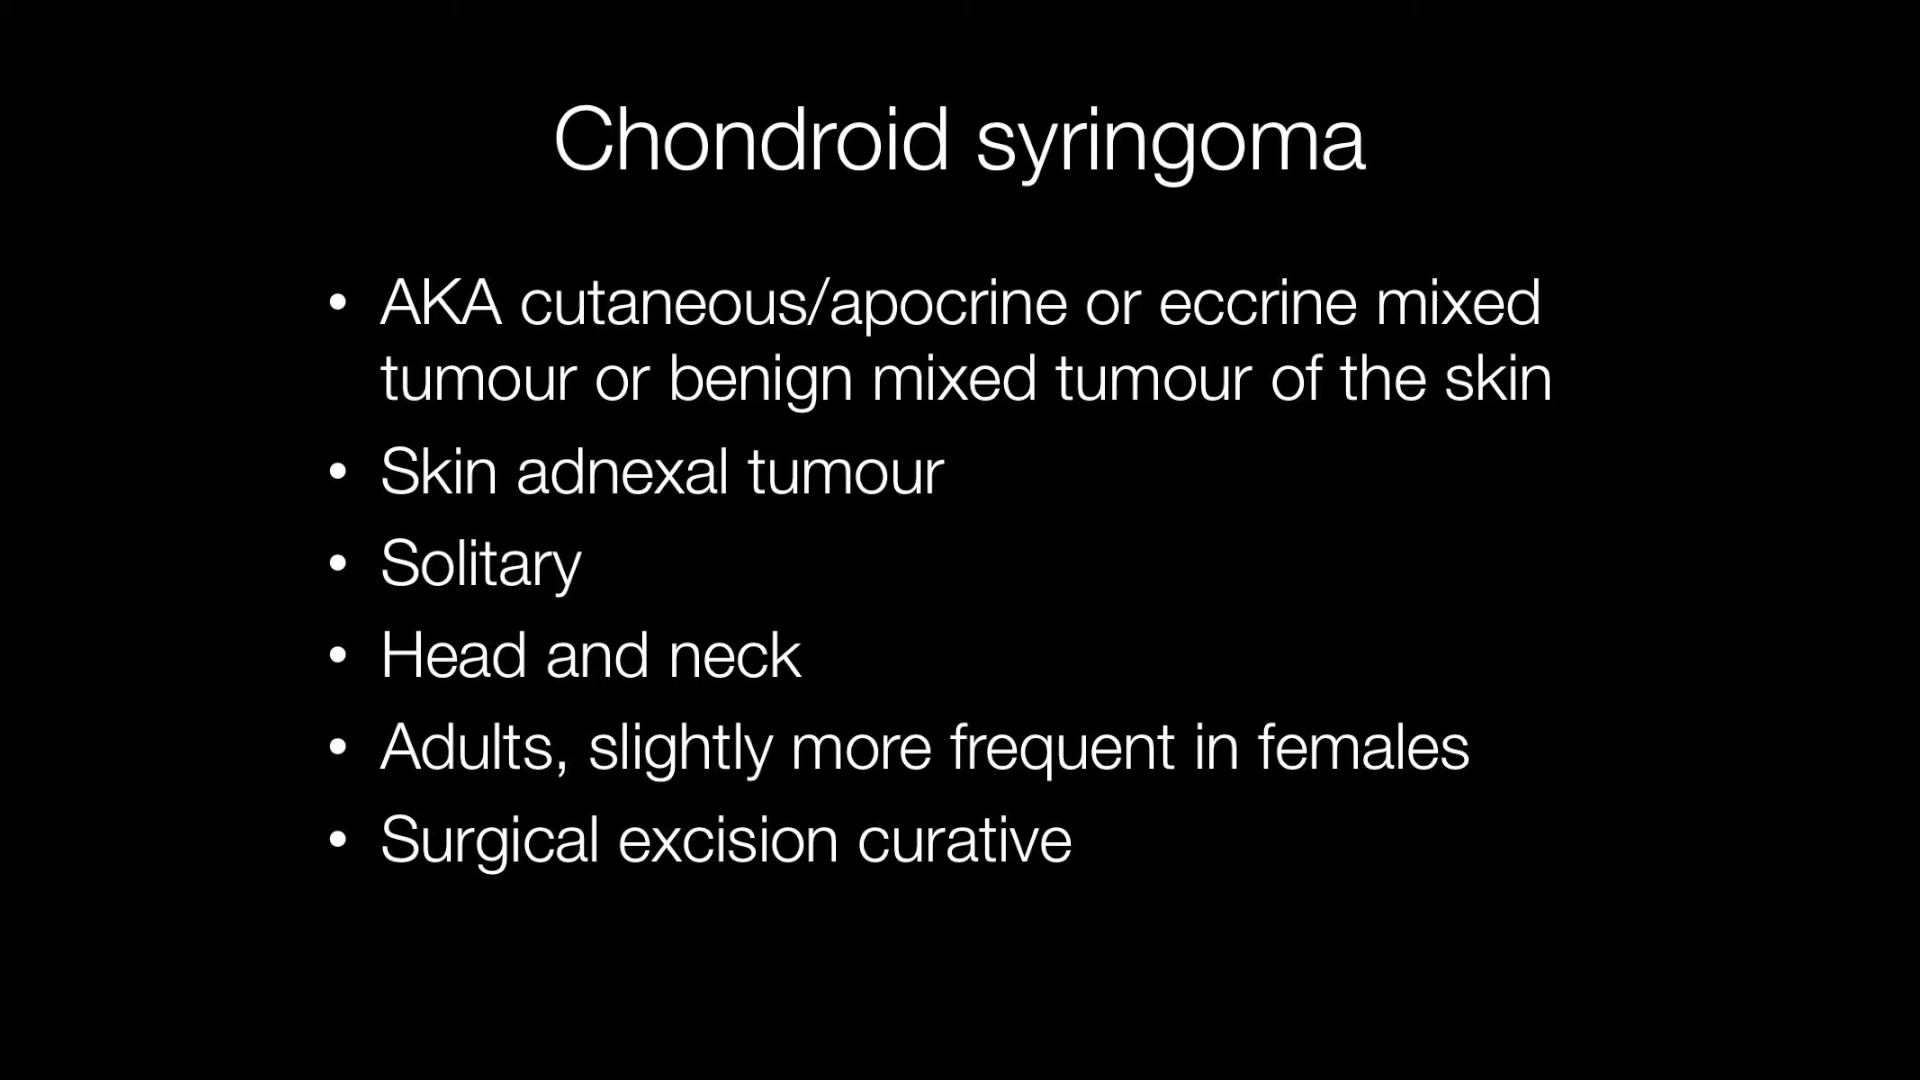 Chondroid syringoma
• AKA cutaneous/apocrine or eccrine mixed
tumour or benign mixed tumour of the skin
• Skin adnexal tumour
• Solitary
• Head and neck
• Adults, slightly more frequent in females
• Surgical excision curative